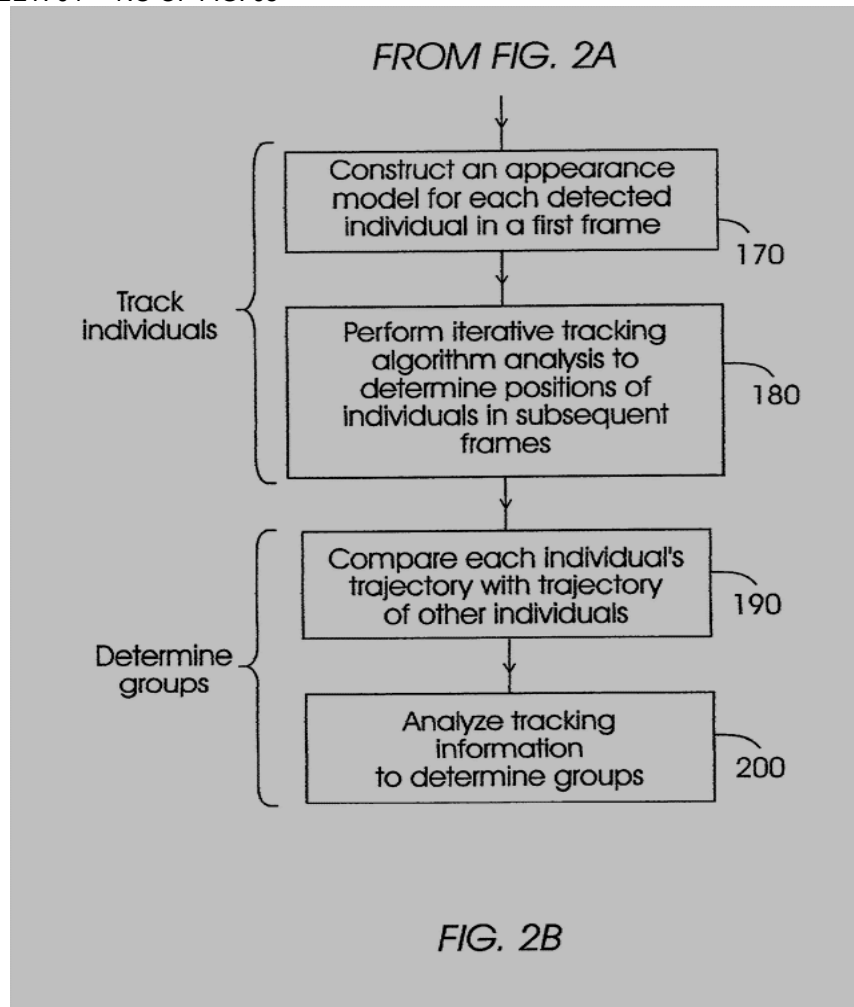 FROM FIG. 2A
Construct an appearance
model for each detected
individual in a first frame
170
Track
individuals
Perform iterative tracking
algorithm analysis to
determine positions of
individuals in subsequent
frames
180
Compare each individual's
trajectory with trajectory
of other individuals
190
Determine
groups
Analyze tracking
information
to determine groups
200
FIG. 2B